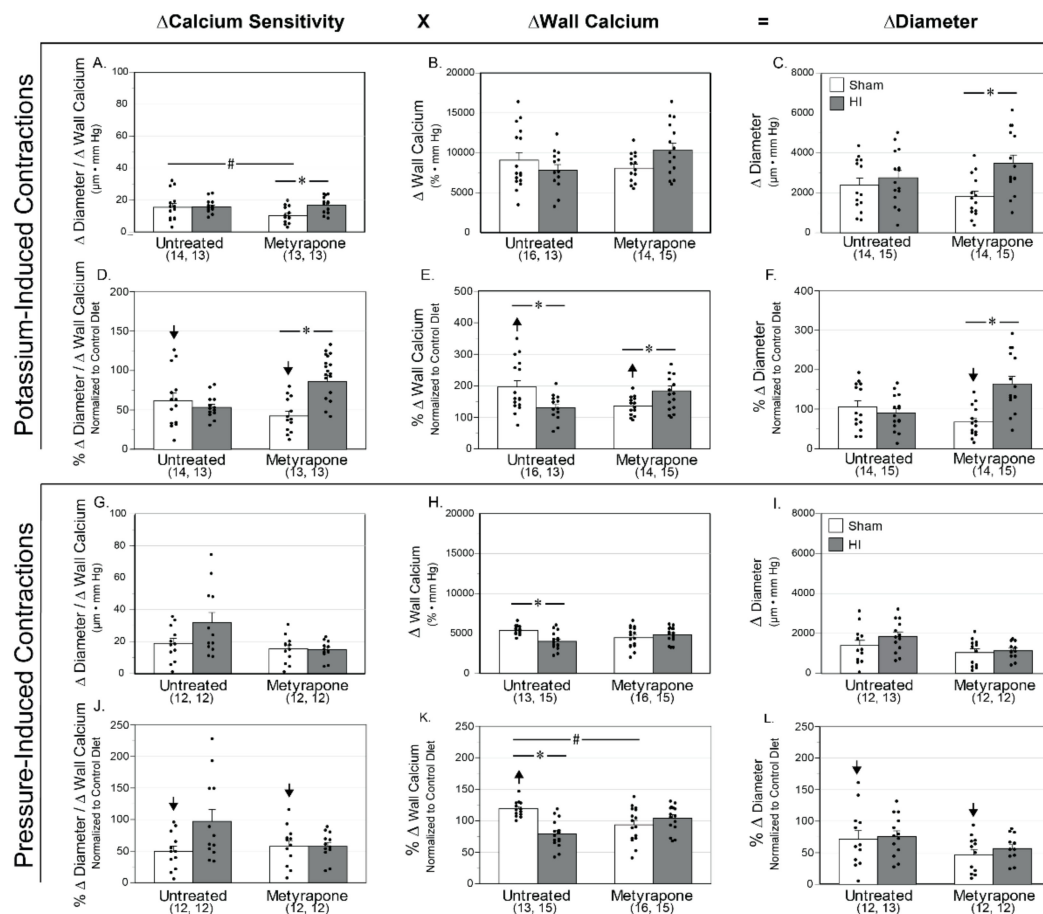 ΔCalcium Sensitivity X ΔWall Calcium = ΔDiameter
Potassium-Induced Contractions
A.
Δ Diameter / Δ Wall Calcium
(µm • mm Hg)
100
80
60
40
20
0
#
*
Untreated Metyrapone
(14, 13) (13, 13)
B.
Δ Wall Calcium
(% • mm Hg)
20000
15000
10000
5000
0
Untreated Metyrapone
(16, 13) (14, 15)
C.
Δ Diameter
(µm • mm Hg)
8000
6000
4000
2000
0
Sham
HI
*
Untreated Metyrapone
(14, 15) (14, 15)
D.
% Δ Diameter / Δ Wall Calcium
Normalized to Control Diet
200
150
100
50
0
*
Untreated Metyrapone
(14, 13) (13, 13)
E.
% Δ Wall Calcium
Normalized to Control Diet
500
400
300
200
100
0
* *
Untreated Metyrapone
(16, 13) (14, 15)
F.
% Δ Diameter
Normalized to Control Diet
400
300
200
100
0
*
Untreated Metyrapone
(14, 15) (14, 15)
Pressure-Induced Contractions
G.
Δ Diameter / Δ Wall Calcium
(µm • mm Hg)
100
80
60
40
20
0
Untreated Metyrapone
(12, 12) (12, 12)
H.
Δ Wall Calcium
(% • mm Hg)
20000
15000
10000
5000
0
*
Untreated Metyrapone
(13, 15) (16, 15)
I.
Δ Diameter
(µm • mm Hg)
8000
6000
4000
2000
0
Sham
HI
Untreated Metyrapone
(12, 13) (12, 12)
J.
% Δ Diameter / Δ Wall Calcium
Normalized to Control Diet
250
200
150
100
50
0
Untreated Metyrapone
(12, 12) (12, 12)
K.
% Δ Wall Calcium
Normalized to Control Diet
250
200
150
100
50
0
#
*
Untreated Metyrapone
(13, 15) (16, 15)
L.
% Δ Diameter
Normalized to Control Diet
250
200
150
100
50
0
Untreated Metyrapone
(12, 13) (12, 12)